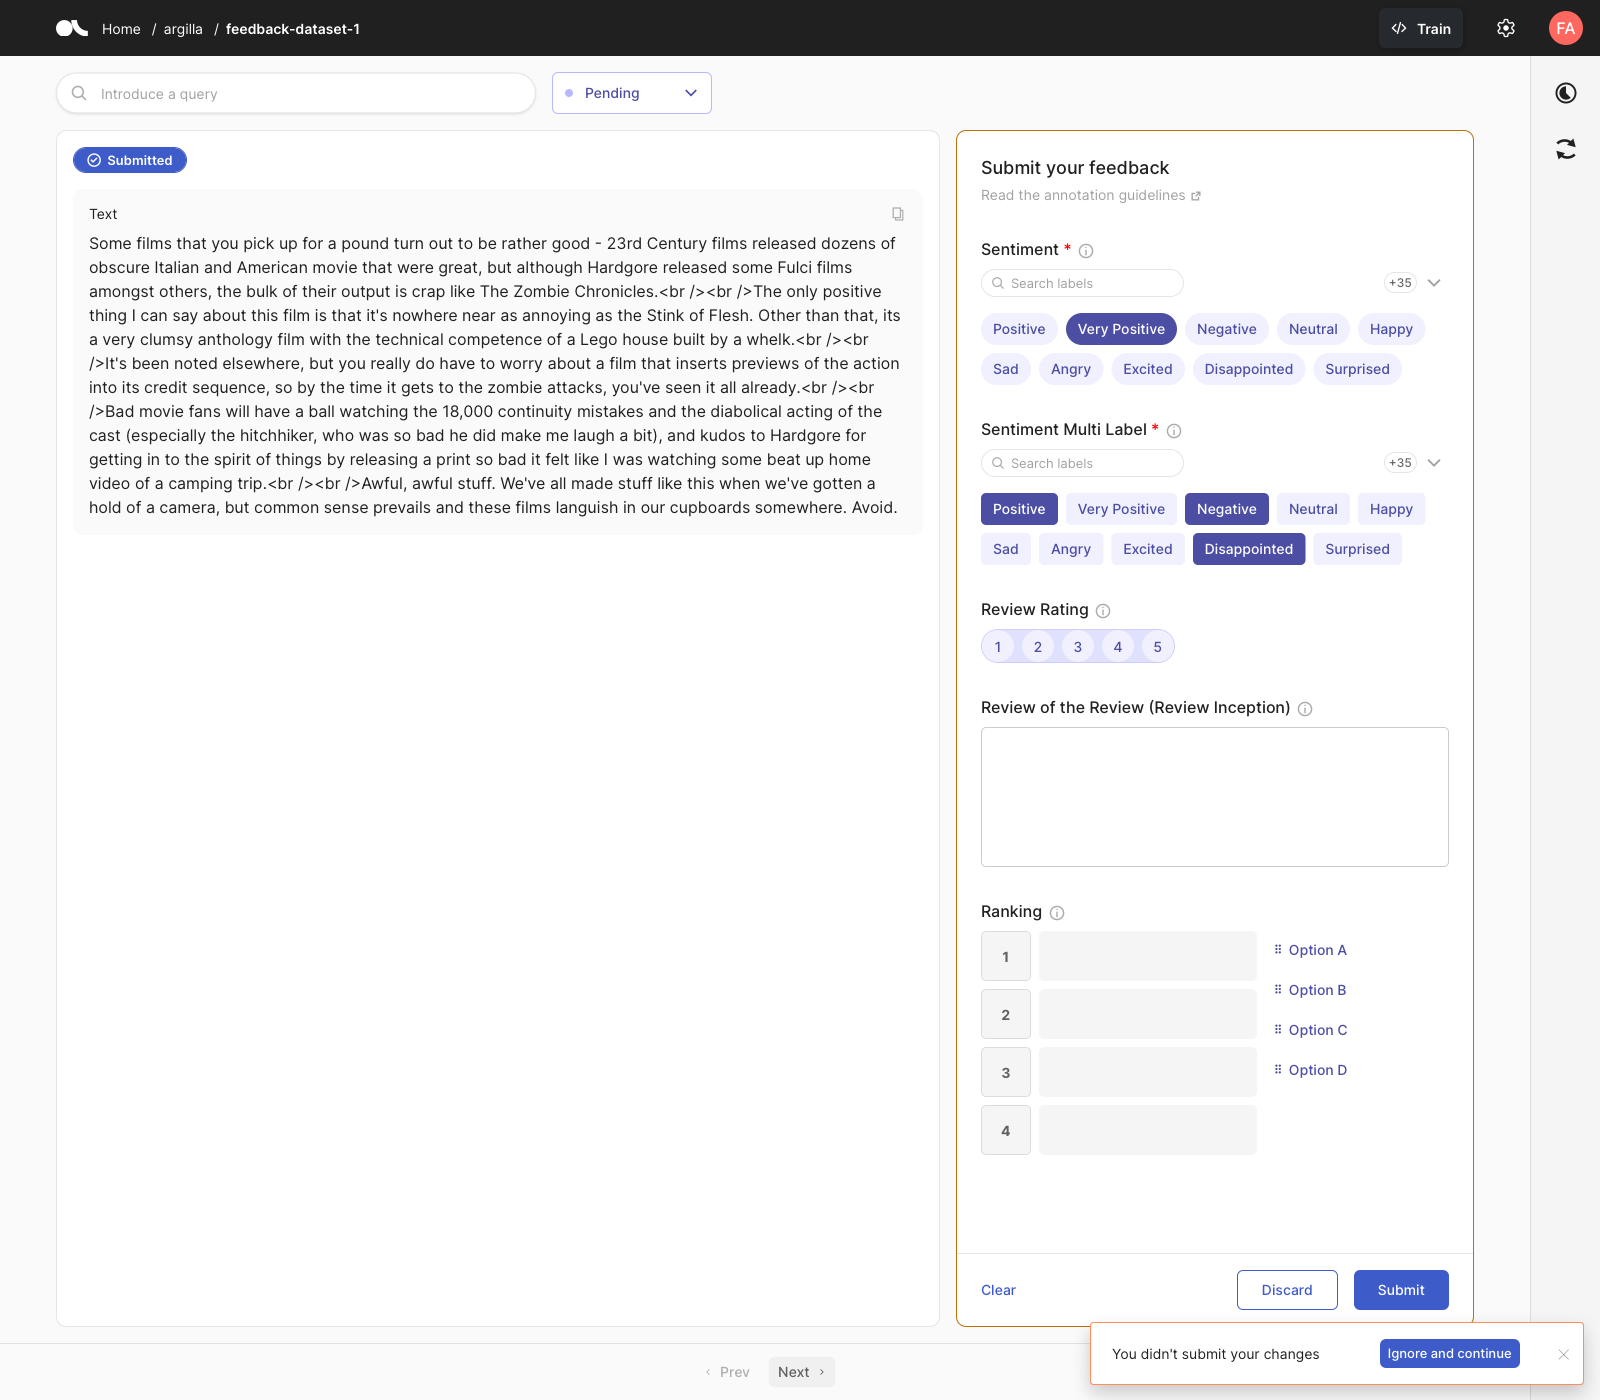 Home / argilla / feedback-dataset-1
Train
FA
Introduce a query
Pending
Submitted
Text
Some films that you pick up for a pound turn out to be rather good - 23rd Century films released dozens of
obscure Italian and American movie that were great, but although Hardgore released some Fulci films
amongst others, the bulk of their output is crap like The Zombie Chronicles.<br /><br />The only positive
thing I can say about this film is that it's nowhere near as annoying as the Stink of Flesh. Other than that, its
a very clumsy anthology film with the technical competence of a Lego house built by a whelk.<br /><br
/>It's been noted elsewhere, but you really do have to worry about a film that inserts previews of the action
into its credit sequence, so by the time it gets to the zombie attacks, you've seen it all already.<br /><br
/>Bad movie fans will have a ball watching the 18,000 continuity mistakes and the diabolical acting of the
cast (especially the hitchhiker, who was so bad he did make me laugh a bit), and kudos to Hardgore for
getting in to the spirit of things by releasing a print so bad it felt like I was watching some beat up home
video of a camping trip.<br /><br />Awful, awful stuff. We've all made stuff like this when we've gotten a
hold of a camera, but common sense prevails and these films languish in our cupboards somewhere. Avoid.
Submit your feedback
Read the annotation guidelines
Sentiment *
Search labels
+35
Positive Very Positive Negative Neutral Happy
Sad Angry Excited Disappointed Surprised
Sentiment Multi Label *
Search labels
+35
Positive Very Positive Negative Neutral Happy
Sad Angry Excited Disappointed Surprised
Review Rating
1 2 3 4 5
Review of the Review (Review Inception)
Ranking
1
2
3
4
Option A
Option B
Option C
Option D
Clear
Discard
Submit
You didn't submit your changes
Ignore and continue
Prev
Next